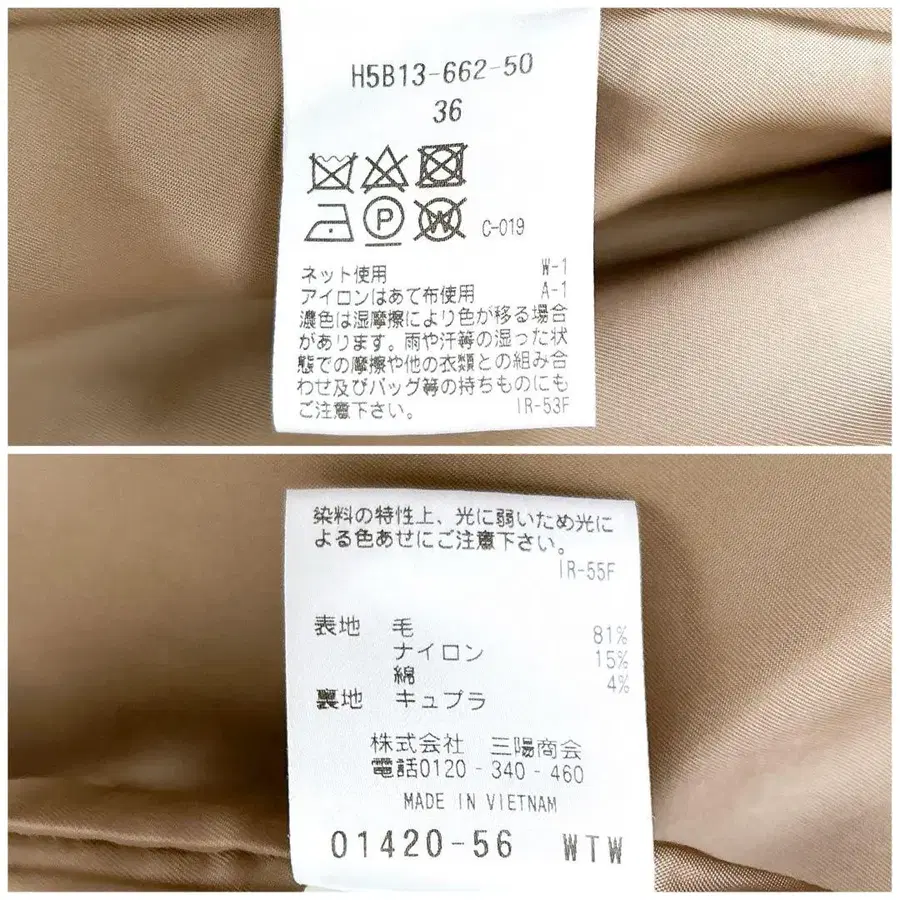 H5B13-662-50
36
P
W
C-019
ネット使用 W-1
アイロンはあて布使用 A-1
濃色は湿摩擦により色が移る場合
があります。雨や汗等の湿った状
態での摩擦や他の衣類との組み合
わせ及びバッグ等の持ちものにも
ご注意下さい。 IR-53F
染料の特性上、光に弱いため光に
よる色あせにご注意下さい。
IR-55F
表地 毛 81%
ナイロン 15%
綿 4%
裏地 キュプラ
株式会社 三陽商会
電話0120-340-460
MADE IN VIETNAM
01420-56 WTW